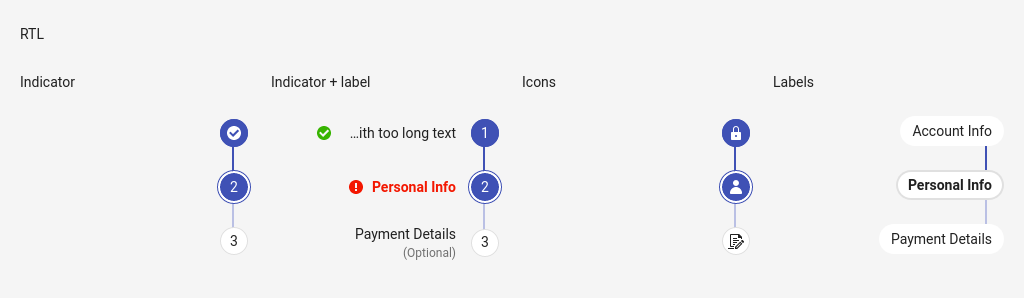 RTL
Indicator
Indicator + label
Icons
Labels
2
3
...ith too long text
1
Personal Info
2
Payment Details
(Optional)
3
Account Info
Personal Info
Payment Details